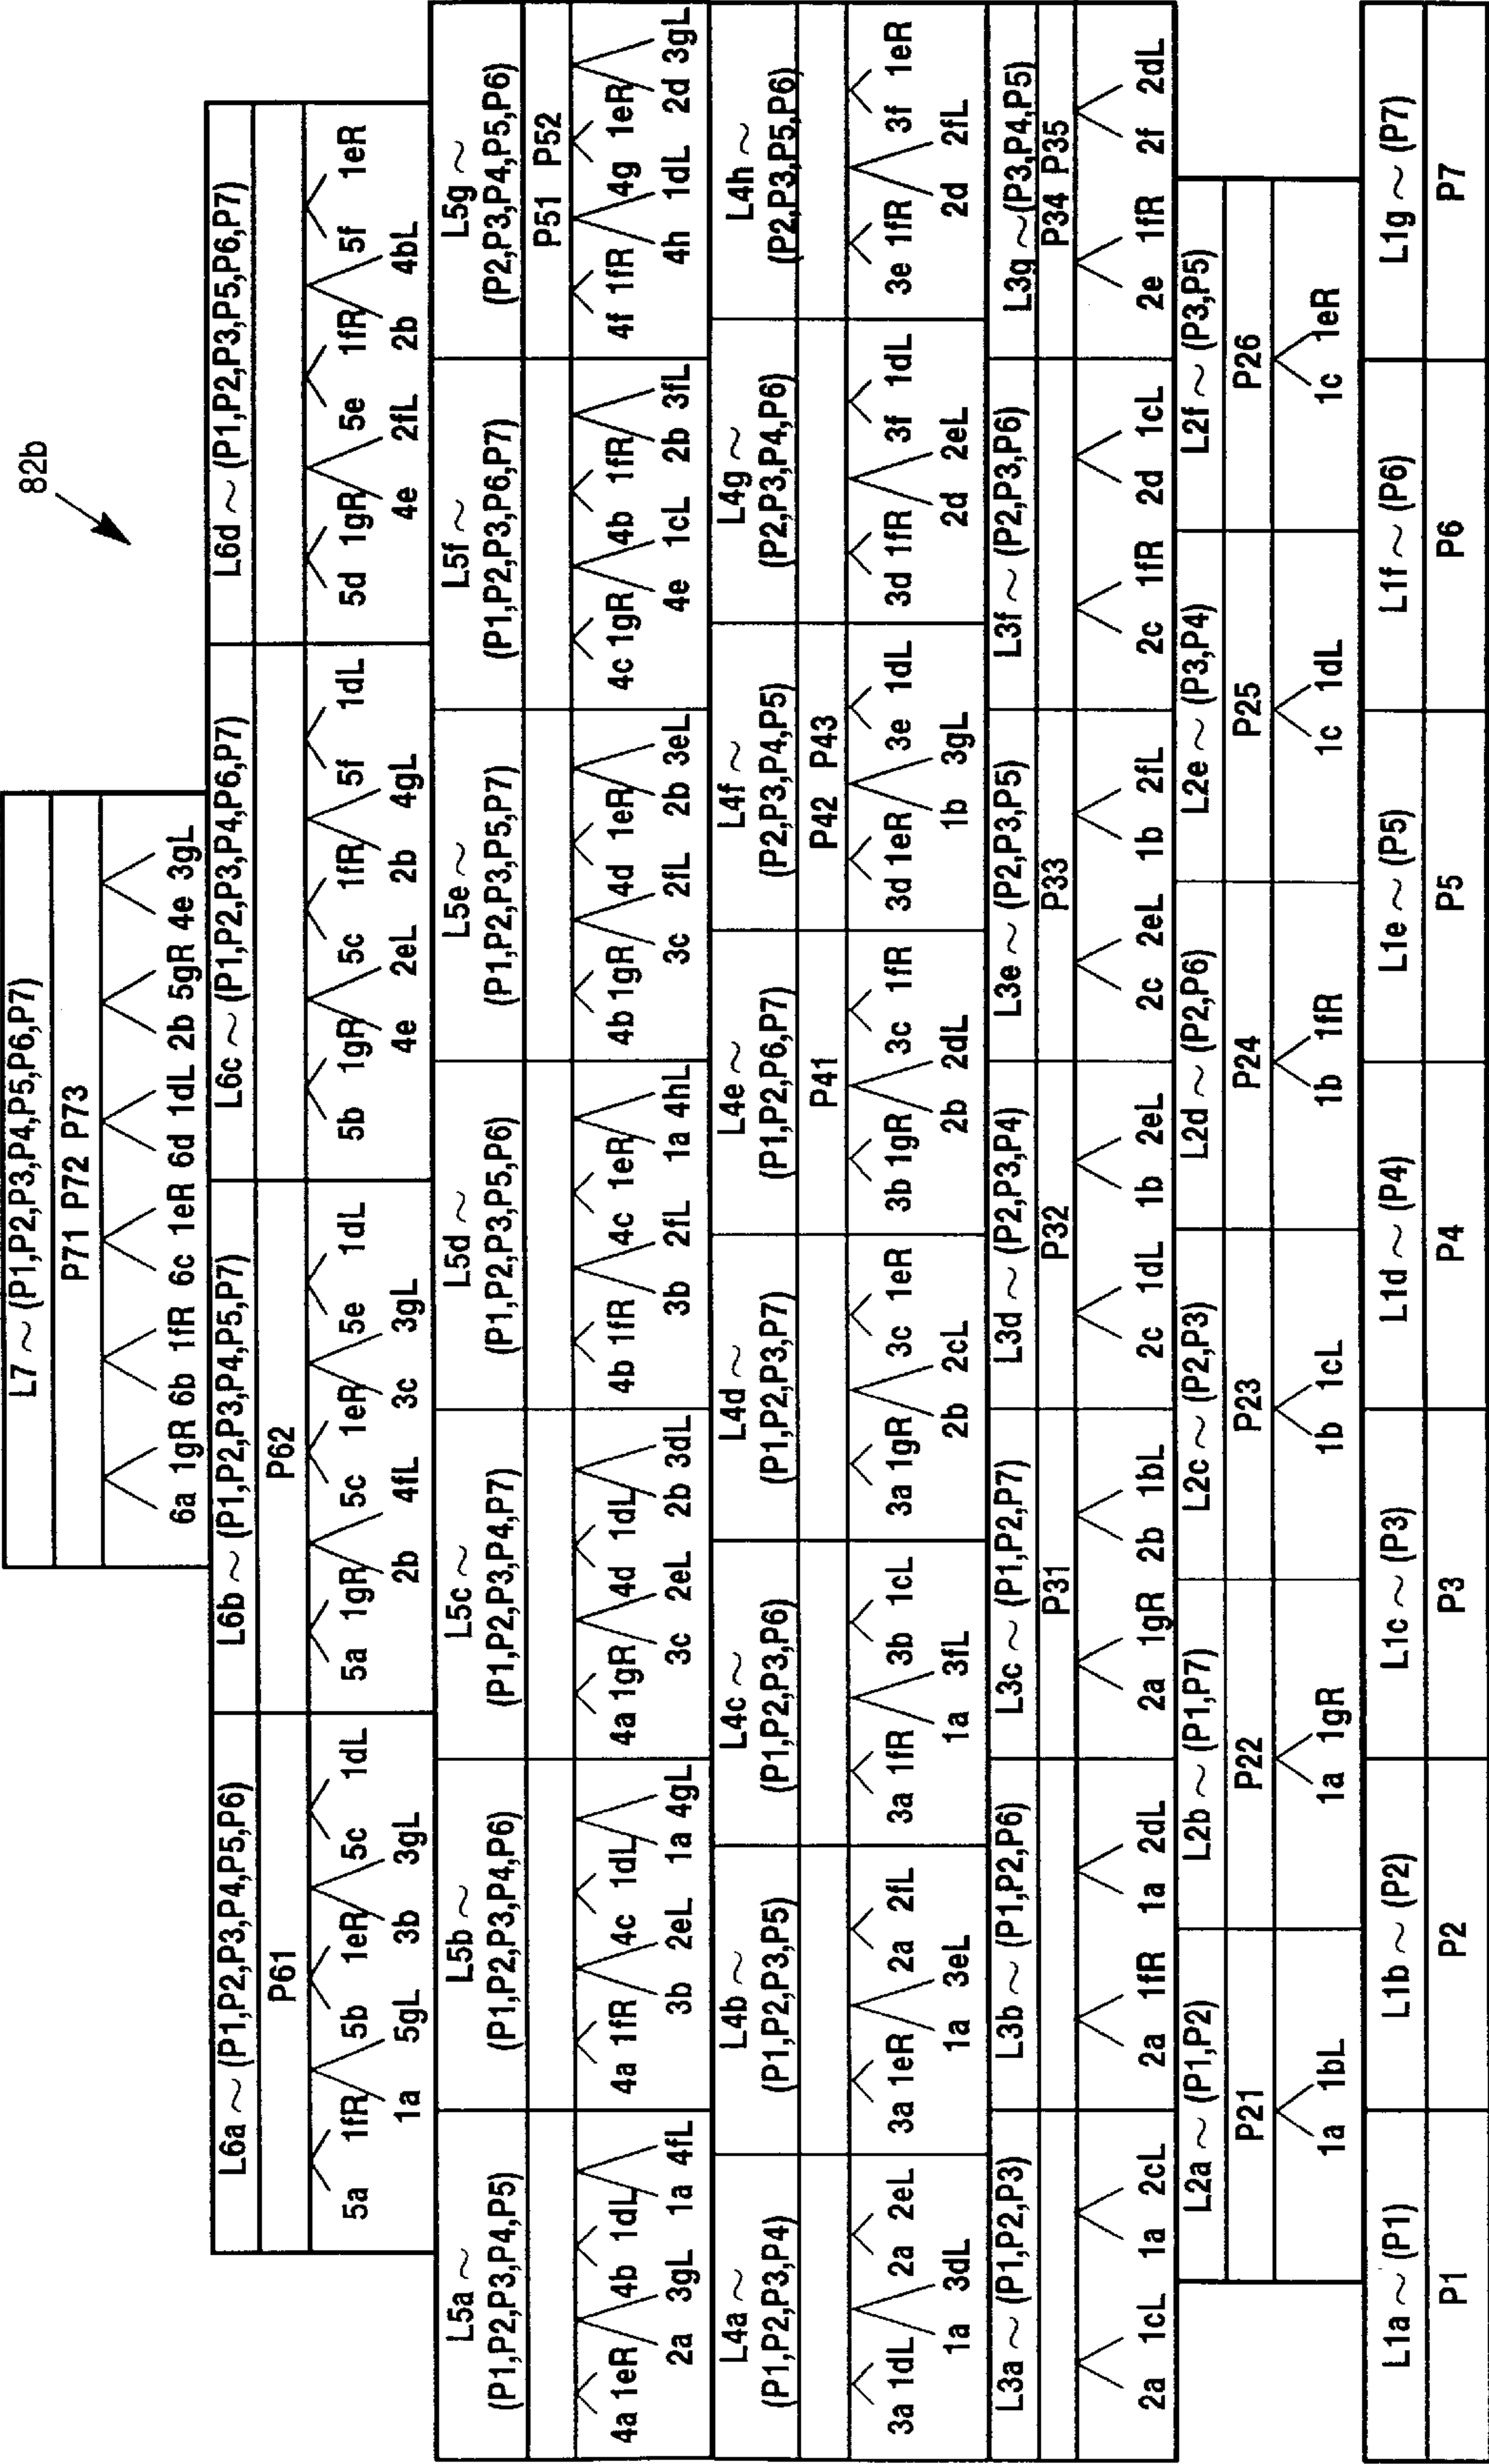 82b
L7 ~ (P1,P2,P3,P4,P5,P6,P7)
P71 P72 P73
6a 1gR 6b 1fR 6c 1eR 6d 1dL 2b 5gR 4e 3gL
L6a ~ (P1,P2,P3,P4,P5,P6) L6b ~ (P1,P2,P3,P4,P5,P7) L6c ~ (P1,P2,P3,P4,P6,P7) L6d ~ (P1,P2,P3,P5,P6,P7)
P61 P62
5a 1fR 5b 1eR 5c 1dL 5a 1gR 5c 1eR 5e 1dL 5b 1gR 5c 1fR 5f 1dL 5d 1gR 5e 1fR 5f 1eR
1a 5gL 3b 3gL 2b 4fL 3c 3gL 4e 2eL 2b 4gL 4e 2fL 2b 4bL
L5a ~ L5b ~ L5c ~ L5d ~ L5e ~ L5f ~ L5g ~
(P1,P2,P3,P4,P5) (P1,P2,P3,P4,P6) (P1,P2,P3,P4,P7) (P1,P2,P3,P5,P6) (P1,P2,P3,P5,P7) (P1,P2,P3,P6,P7) (P2,P3,P4,P5,P6)
P51 P52
4a 1eR 4b 1dL 4a 1fR 4c 1dL 4a 1gR 4d 1dL 4b 1fR 4c 1eR 4b 1gR 4d 1eR 4c 1gR 4b 1fR 4f 1fR 4g 1eR
2a 3gL 1a 4fL 3b 2eL 1a 4gL 3c 2eL 2b 3dL 3b 2fL 1a 4hL 3c 2fL 2b 3eL 4e 1cL 2b 3fL 4h 1dL 2d 3gL
L4a ~ L4b ~ L4c ~ L4d ~ L4e ~ L4f ~ L4g ~ L4h ~
(P1,P2,P3,P4) (P1,P2,P3,P5) (P1,P2,P3,P6) (P1,P2,P3,P7) (P1,P2,P6,P7) (P2,P3,P4,P5) (P2,P3,P4,P6) (P2,P3,P5,P6)
P41 P42 P43
3a 1dL 2a 2eL 3a 1eR 2a 2fL 3a 1fR 3b 1cL 3a 1gR 3c 1eR 3b 1gR 3c 1fR 3d 1eR 3e 1dL 3d 1fR 3f 1dL 3e 1fR 3f 1eR
1a 3dL 1a 3eL 1a 3fL 2b 2cL 2b 2dL 1b 3gL 2d 2eL 2d 2fL
L3a ~ (P1,P2,P3) L3b ~ (P1,P2,P6) L3c ~ (P1,P2,P7) L3d ~ (P2,P3,P4) L3e ~ (P2,P3,P5) L3f ~ (P2,P3,P6) L3g ~ (P3,P4,P5)
P31 P32 P33 P34 P35
2a 1cL 1a 2cL 2a 1fR 1a 2dL 2a 1gR 2b 1bL 2c 1dL 1b 2eL 2c 2eL 1b 2fL 2c 1fR 2d 1cL 2e 1fR 2f 2dL
L2a ~ (P1,P2) L2b ~ (P1,P7) L2c ~ (P2,P3) L2d ~ (P2,P6) L2e ~ (P3,P4) L2f ~ (P3,P5)
P21 P22 P23 P24 P25 P26
1a 1bL 1a 1gR 1b 1cL 1b 1fR 1c 1dL 1c 1eR
L1a ~ (P1) L1b ~ (P2) L1c ~ (P3) L1d ~ (P4) L1e ~ (P5) L1f ~ (P6) L1g ~ (P7)
P1 P2 P3 P4 P5 P6 P7